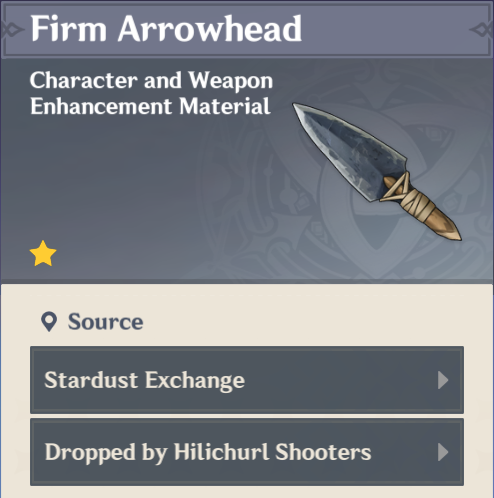 Firm Arrowhead
Character and Weapon
Enhancement Material
Source
Stardust Exchange
Dropped by Hilichurl Shooters